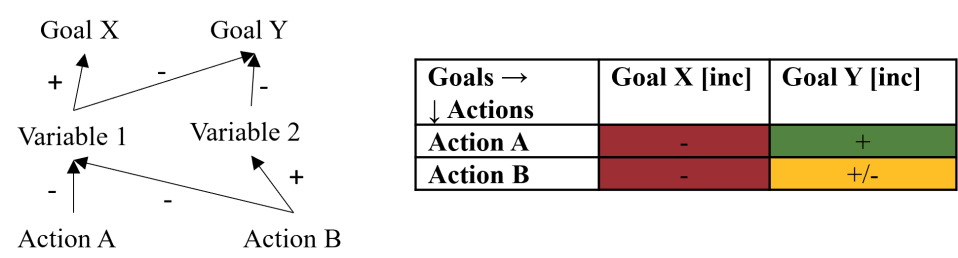 Goal X Goal Y
+ - -
Variable 1 Variable 2
- - +
Action A Action B
Goals → Goal X [inc] Goal Y [inc]
↓ Actions
Action A - +
Action B - +/-